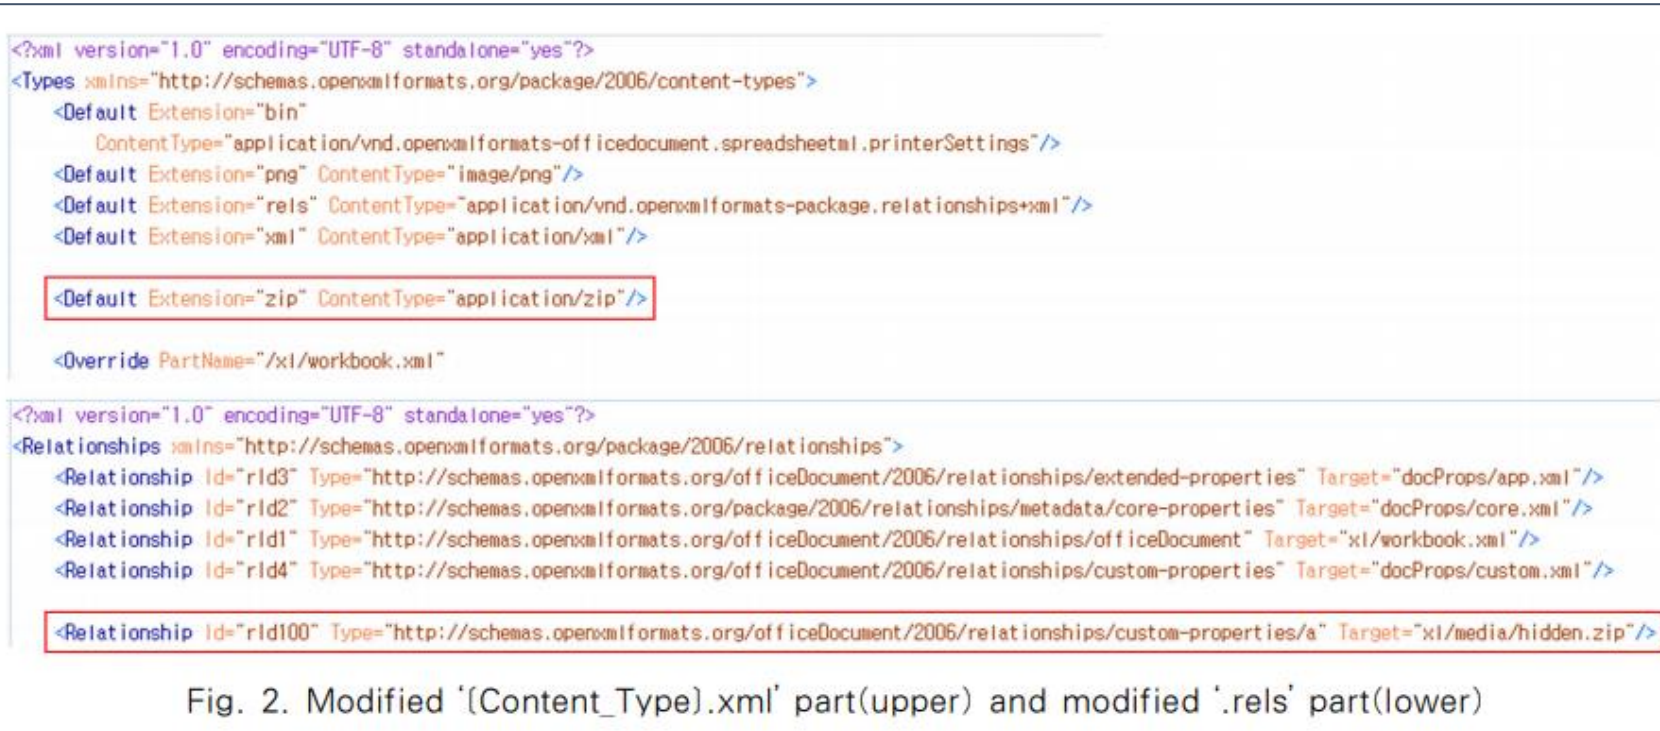 <?xml version="1.0" encoding="UTF-8" standalone="yes"?>
<Types xmlns="http://schemas.openxmlformats.org/package/2006/content-types">
<Default Extension="bin"
ContentType="application/vnd.openxmlformats-officedocument.spreadsheetml.printerSettings"/>
<Default Extension="png" ContentType="image/png"/>
<Default Extension="rels" ContentType="application/vnd.openxmlformats-package.relationships+xml"/>
<Default Extension="xml" ContentType="application/xml"/>
<Default Extension="zip" ContentType="application/zip"/>
<Override PartName="/xl/workbook.xml"
<?xml version="1.0" encoding="UTF-8" standalone="yes"?>
<Relationships xmlns="http://schemas.openxmlformats.org/package/2006/relationships">
<Relationship Id="rId3" Type="http://schemas.openxmlformats.org/officeDocument/2006/relationships/extended-properties" Target="docProps/app.xml"/>
<Relationship Id="rId2" Type="http://schemas.openxmlformats.org/package/2006/relationships/metadata/core-properties" Target="docProps/core.xml"/>
<Relationship Id="rId1" Type="http://schemas.openxmlformats.org/officeDocument/2006/relationships/officeDocument" Target="xl/workbook.xml"/>
<Relationship Id="rId4" Type="http://schemas.openxmlformats.org/officeDocument/2006/relationships/custom-properties" Target="docProps/custom.xml"/>
<Relationship Id="rId100" Type="http://schemas.openxmlformats.org/officeDocument/2006/relationships/custom-properties/a" Target="xl/media/hidden.zip"/>
Fig. 2. Modified ‘[Content_Type].xml’ part(upper) and modified ‘.rels’ part(lower)